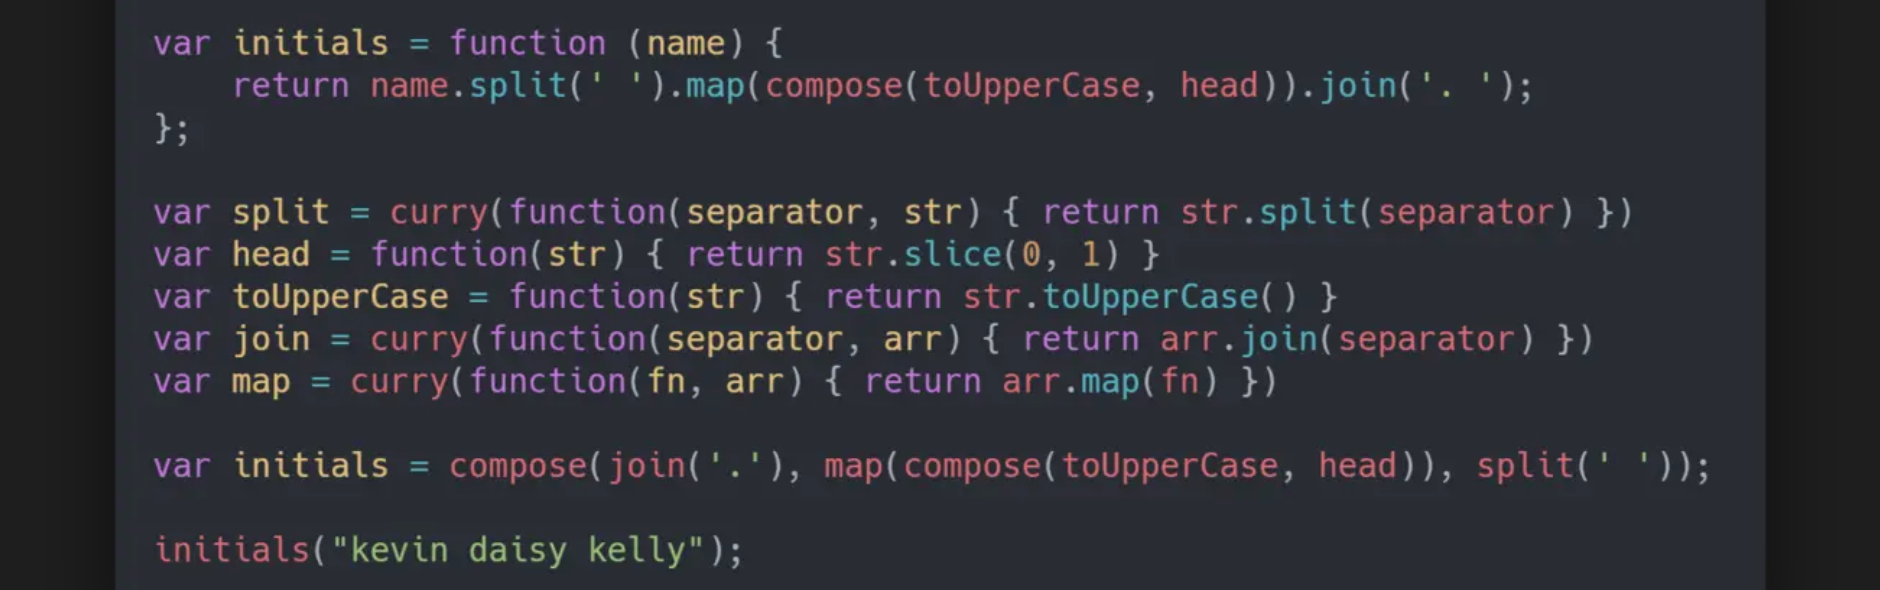 var initials = function (name) {
    return name.split(' ').map(compose(toUpperCase, head)).join('. ');
};

var split = curry(function(separator, str) { return str.split(separator) })
var head = function(str) { return str.slice(0, 1) }
var toUpperCase = function(str) { return str.toUpperCase() }
var join = curry(function(separator, arr) { return arr.join(separator) })
var map = curry(function(fn, arr) { return arr.map(fn) })

var initials = compose(join('.'), map(compose(toUpperCase, head)), split(' '));

initials("kevin daisy kelly");